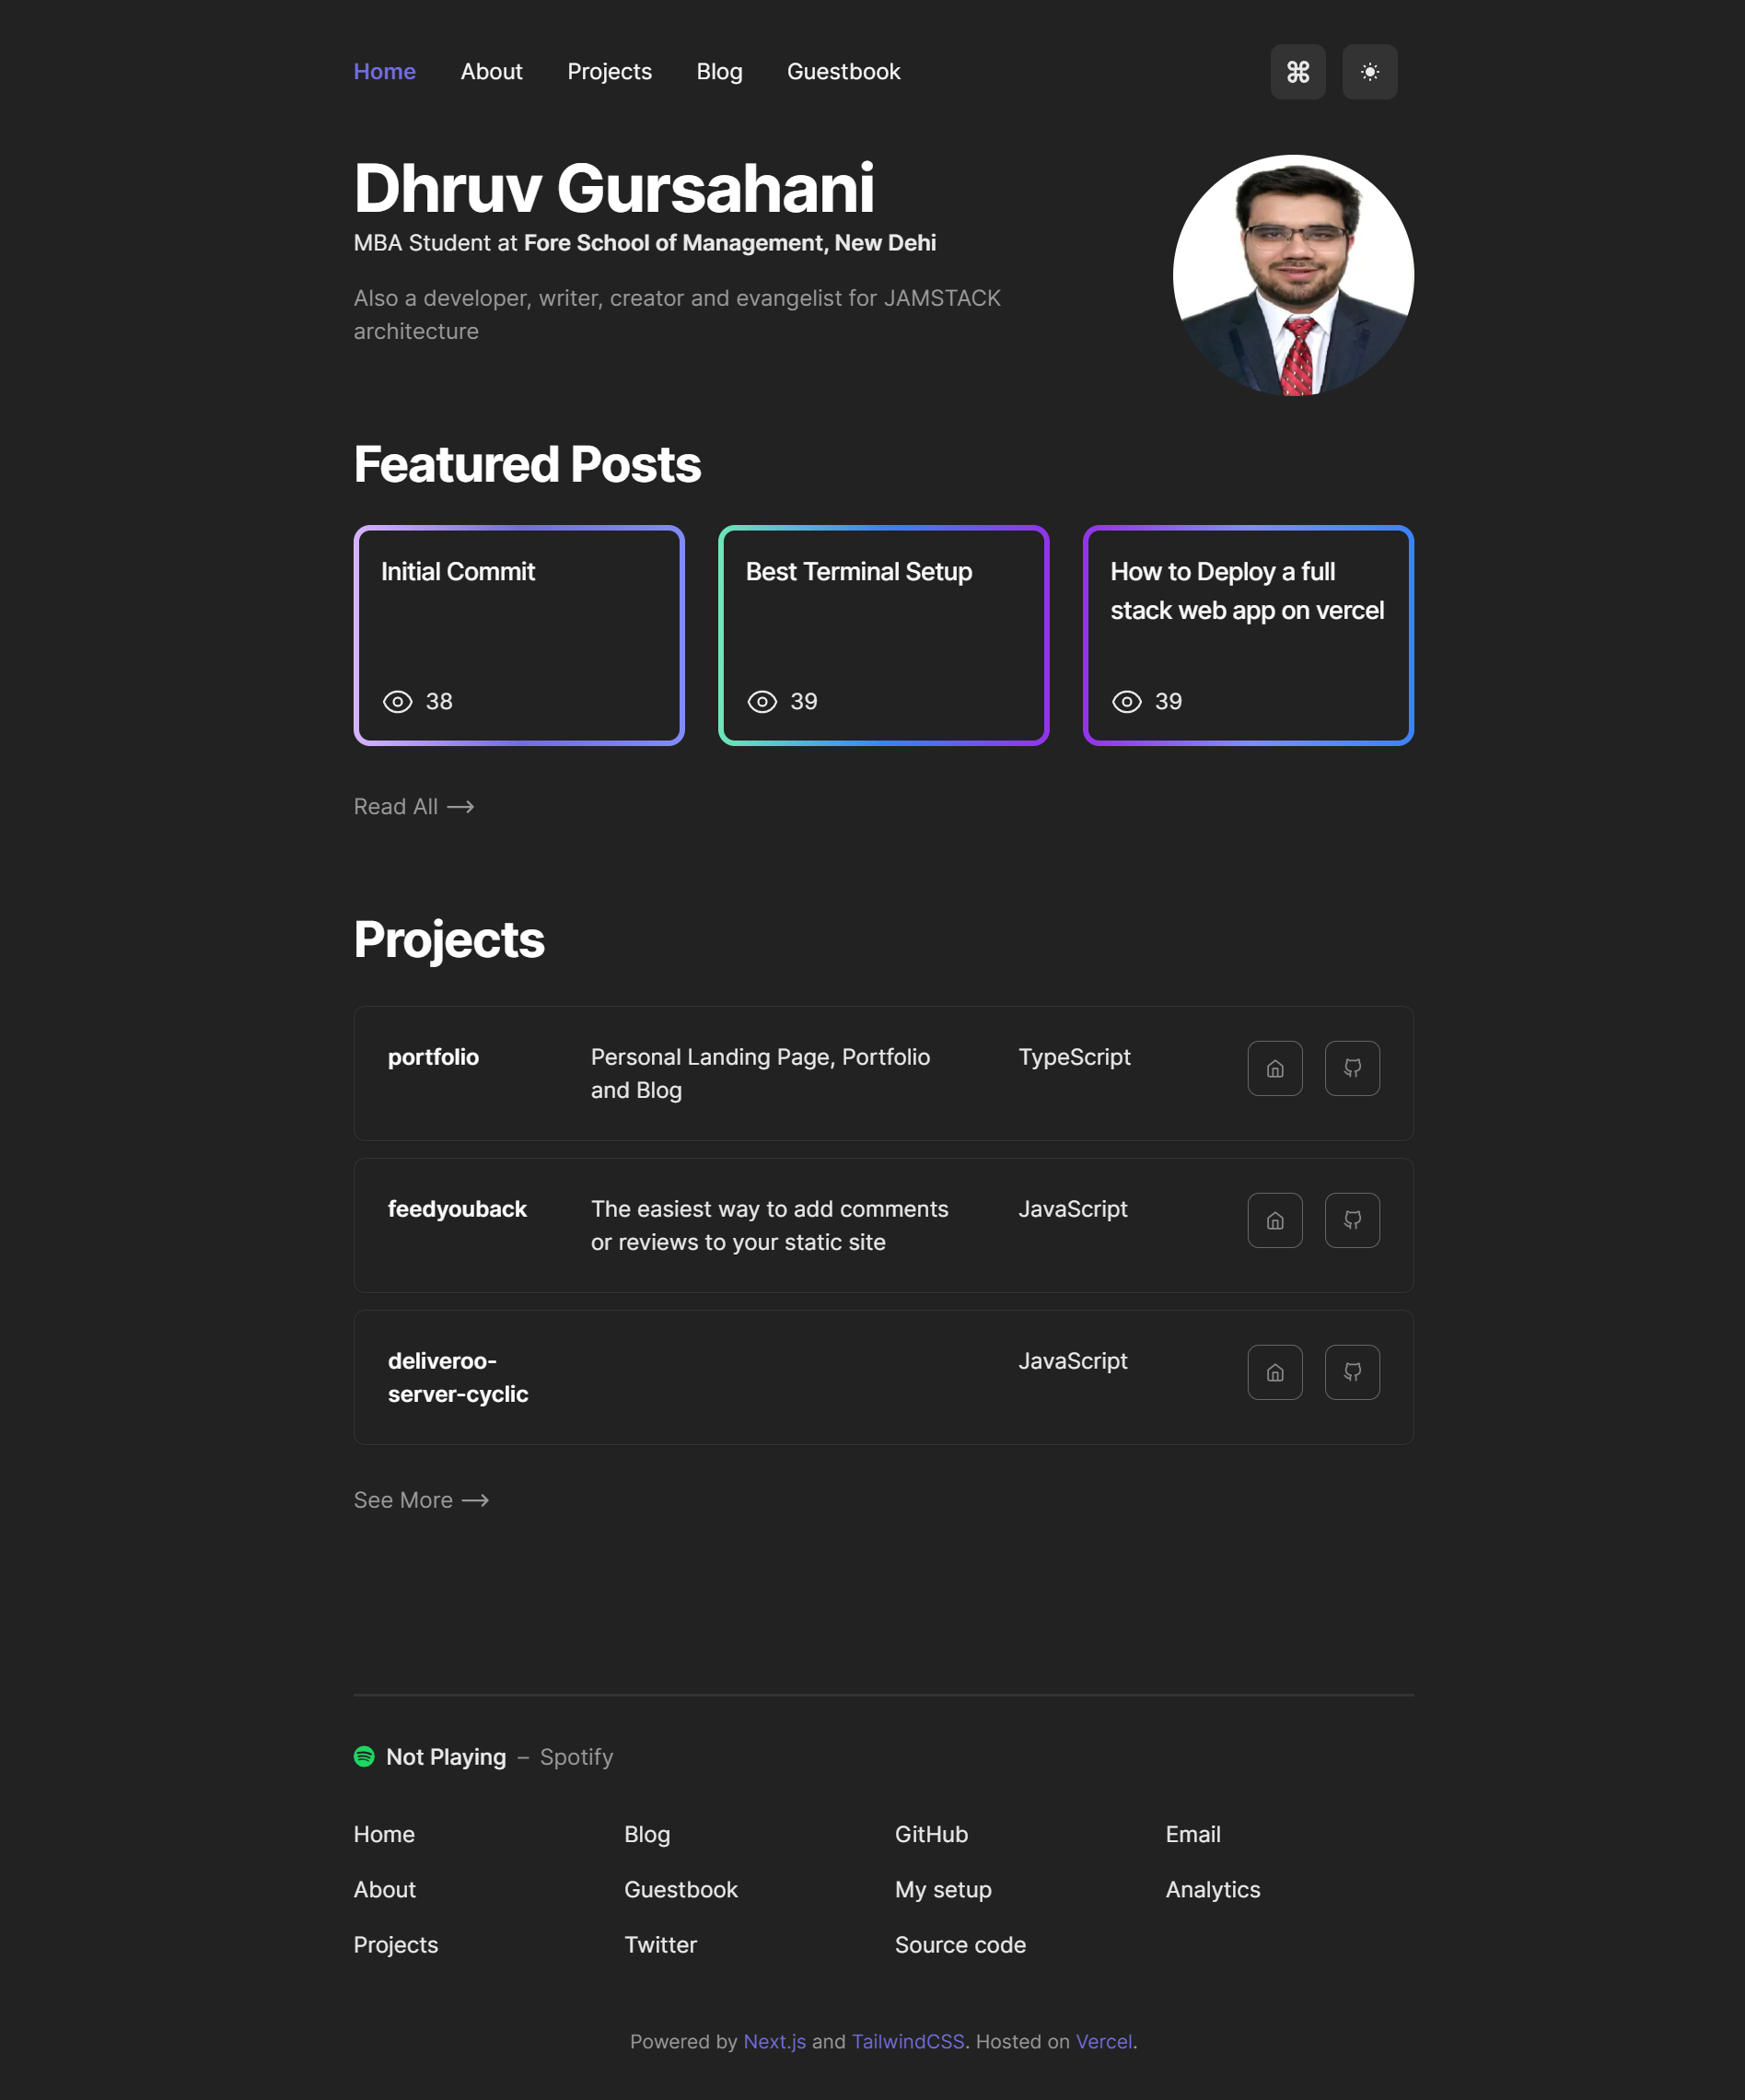 Home About Projects Blog Guestbook
Dhruv Gursahani
MBA Student at Fore School of Management, New Dehi
Also a developer, writer, creator and evangelist for JAMSTACK
architecture
Featured Posts
Initial Commit
38
Best Terminal Setup
39
How to Deploy a full
stack web app on vercel
39
Read All →
Projects
portfolio
Personal Landing Page, Portfolio
and Blog
TypeScript
feedyouback
The easiest way to add comments
or reviews to your static site
JavaScript
deliveroo-
server-cyclic
JavaScript
See More →
Not Playing – Spotify
Home Blog GitHub Email
About Guestbook My setup Analytics
Projects Twitter Source code
Powered by Next.js and TailwindCSS. Hosted on Vercel.